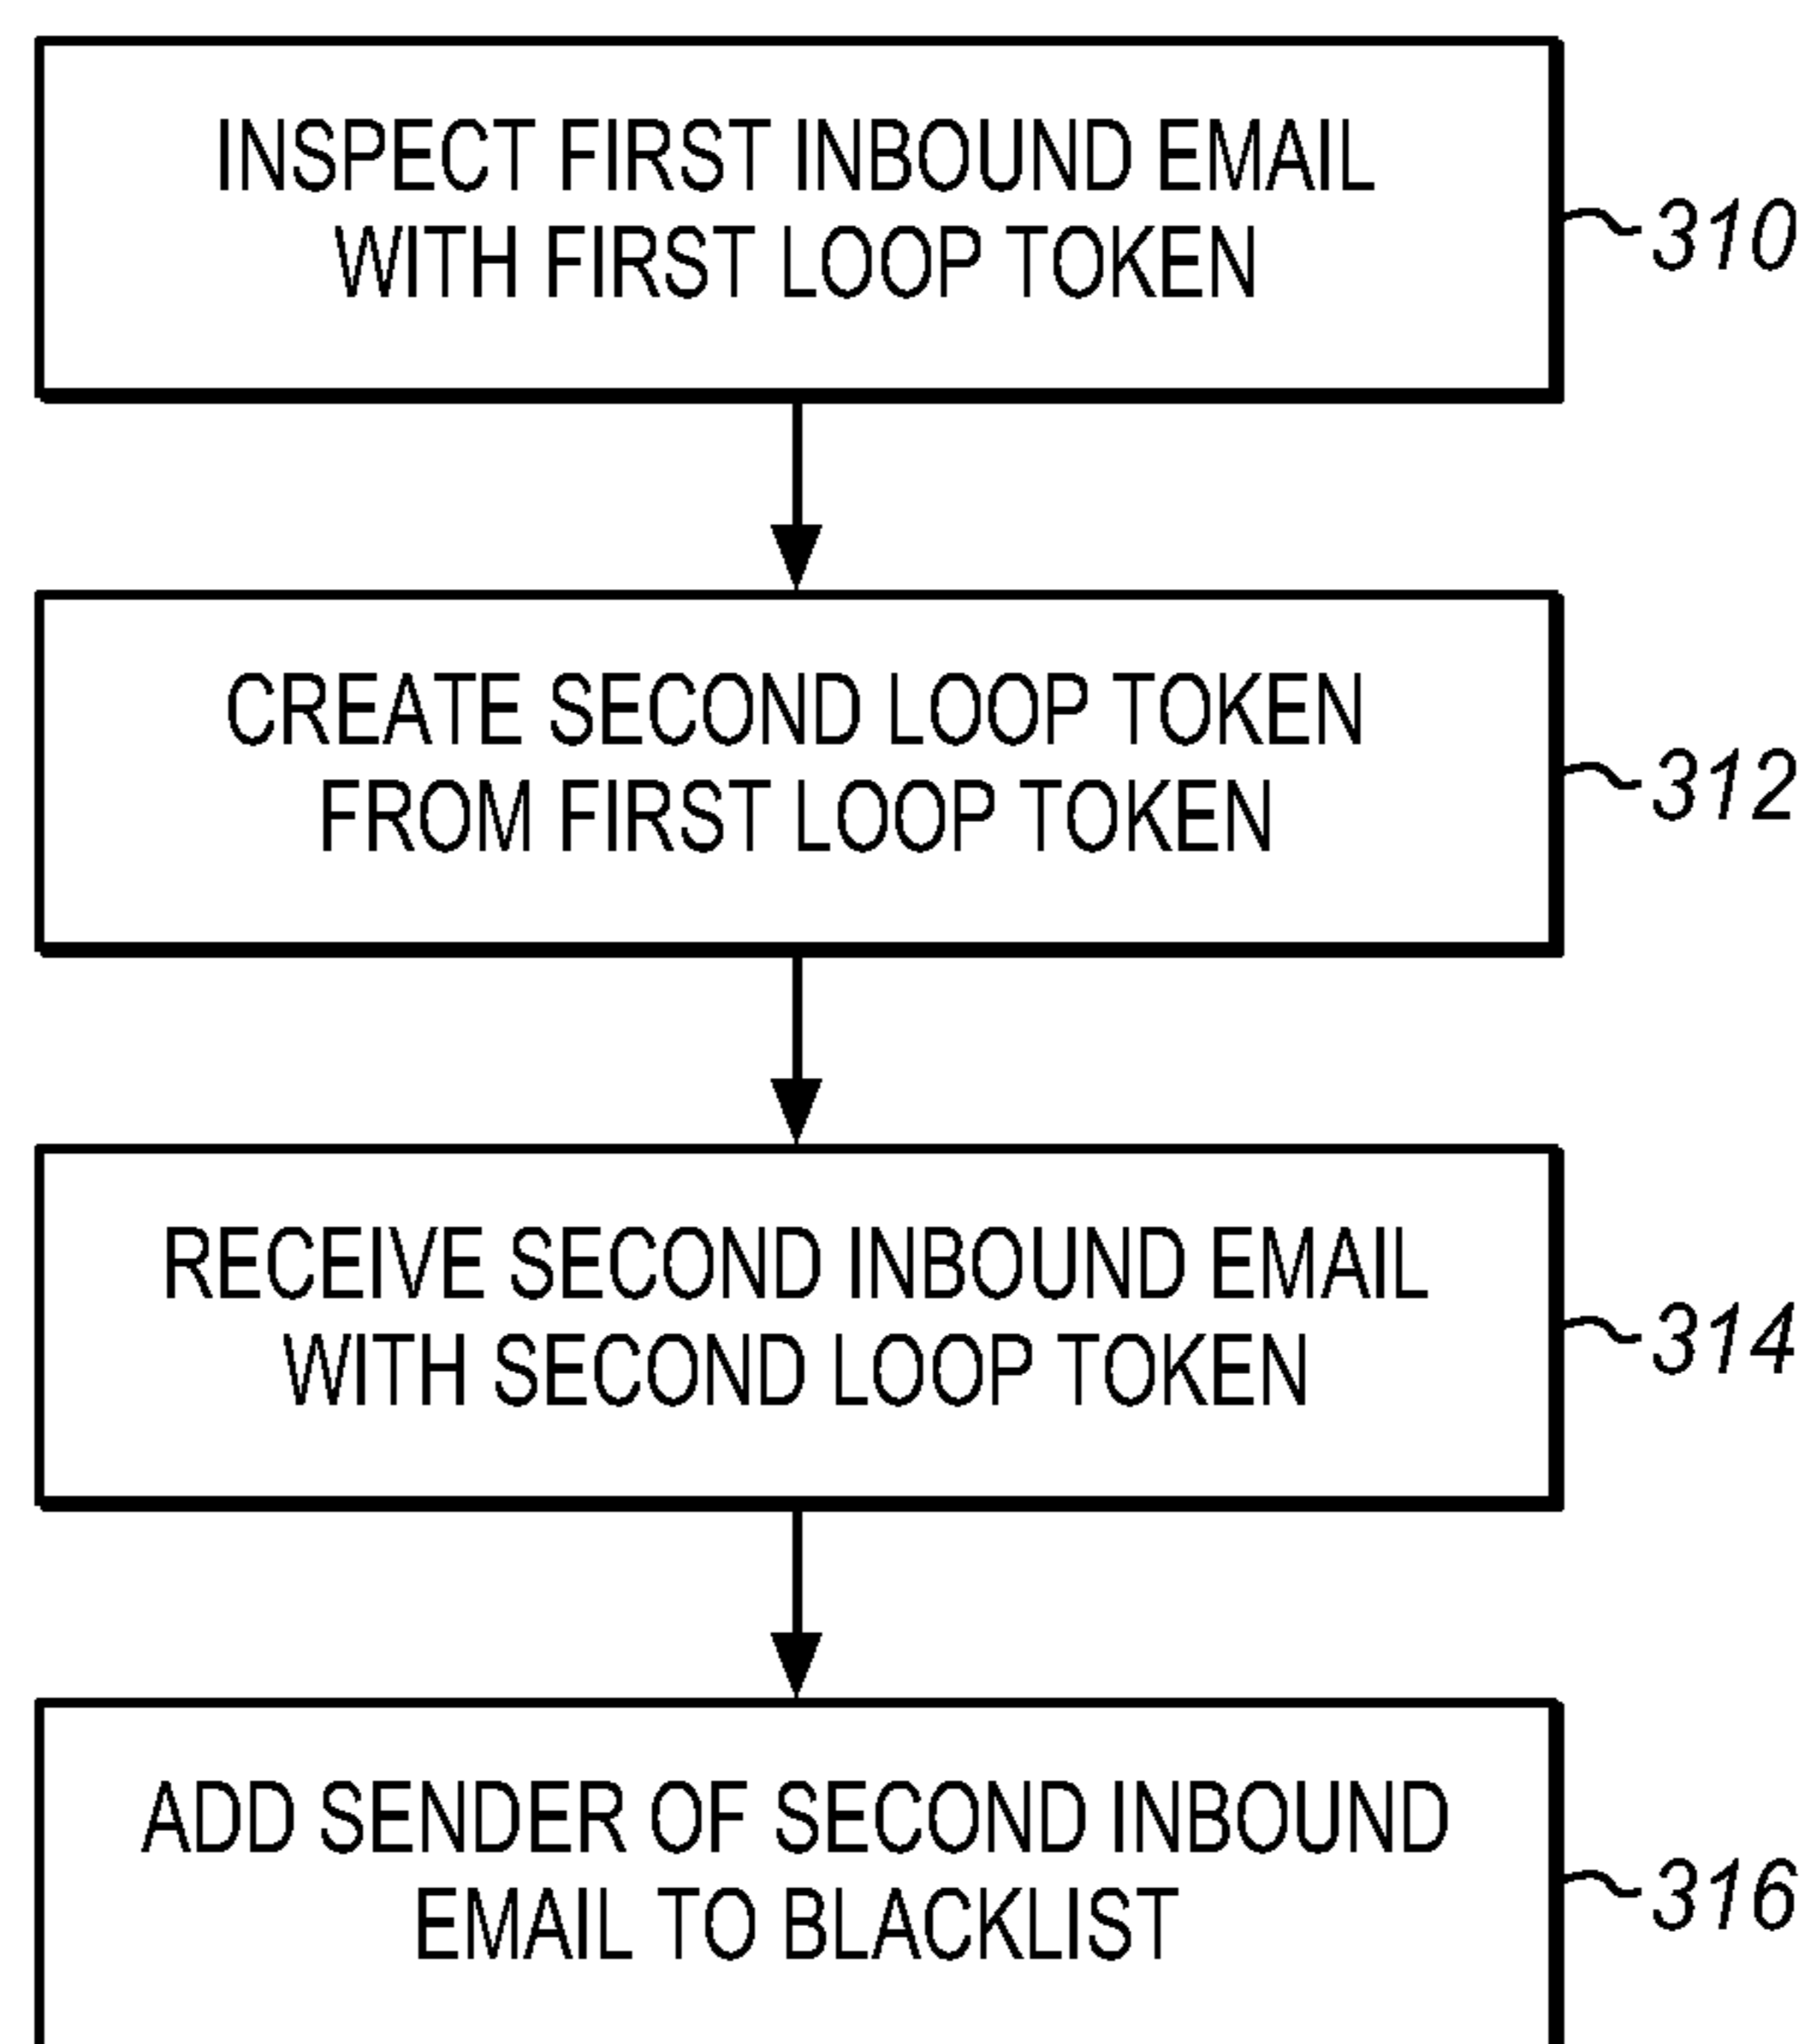 INSPECT FIRST INBOUND EMAIL
WITH FIRST LOOP TOKEN
310
CREATE SECOND LOOP TOKEN
FROM FIRST LOOP TOKEN
312
RECEIVE SECOND INBOUND EMAIL
WITH SECOND LOOP TOKEN
314
ADD SENDER OF SECOND INBOUND
EMAIL TO BLACKLIST
316